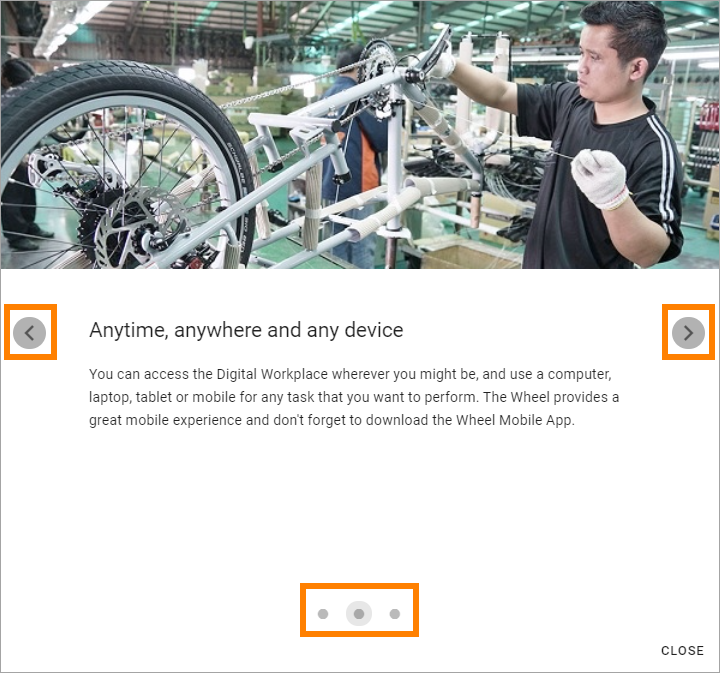 Anytime, anywhere and any device
You can access the Digital Workplace wherever you might be, and use a computer,
laptop, tablet or mobile for any task that you want to perform. The Wheel provides a
great mobile experience and don't forget to download the Wheel Mobile App.
CLOSE